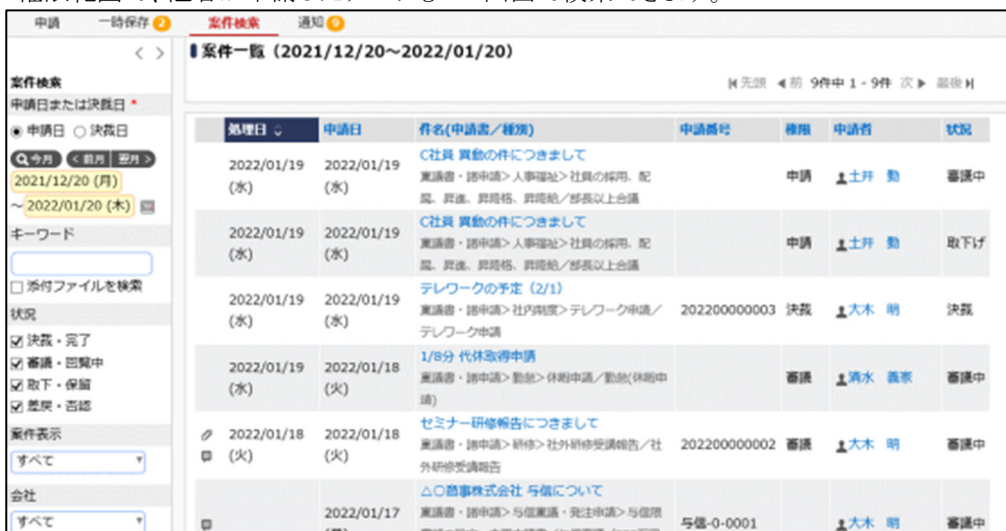 申請 一時保存 2 案件検索 通知 2
< >
案件一覧（2021/12/20～2022/01/20）
先頭 前 9件中 1 - 9件 次 最後
案件検索
申請日または決裁日 *
申請日 決裁日
今月 < 前月 翌月 >
2021/12/20 (月)
～ 2022/01/20 (木)
キーワード
添付ファイルを検索
状況
決裁・完了
審議・回覧中
取下・保留
差戻・否認
案件表示
すべて
会社
すべて
処理日 申請日 件名(申請書／種別) 申請番号 権限 申請者 状況
2022/01/19 (水) 2022/01/19 (水) C社員 異動の件につきまして
稟議書・諸申請> 人事福祉> 社員の採用、配
属、昇進、昇格格、昇降給／部長以上合議
申請 土井 勤 審議中
2022/01/19 (水) 2022/01/19 (水) C社員 異動の件につきまして
稟議書・諸申請> 人事福祉> 社員の採用、配
属、昇進、昇格格、昇降給／部長以上合議
申請 土井 勤 取下げ
2022/01/19 (水) 2022/01/19 (水) テレワークの予定（2/1）
稟議書・諸申請> 社内制度> テレワーク申請／
テレワーク申請
202200000003 決裁 大木 明 決裁
2022/01/19 (水) 2022/01/18 (火) 1/8分 代休取得申請
稟議書・諸申請> 勤怠> 休暇申請／勤怠(休暇申
請)
審議 清水 義家 審議中
2022/01/18 (火) 2022/01/18 (火) セミナー研修報告につきまして
稟議書・諸申請> 研修> 社外研修受講報告／社
外研修受講報告
202200000002 審議 大木 明 審議中
2022/01/17 △〇商事株式会社 与信について
稟議書・諸申請> 与信稟議・発注申請> 与信限
与信-0-0001 大木 明 審議中